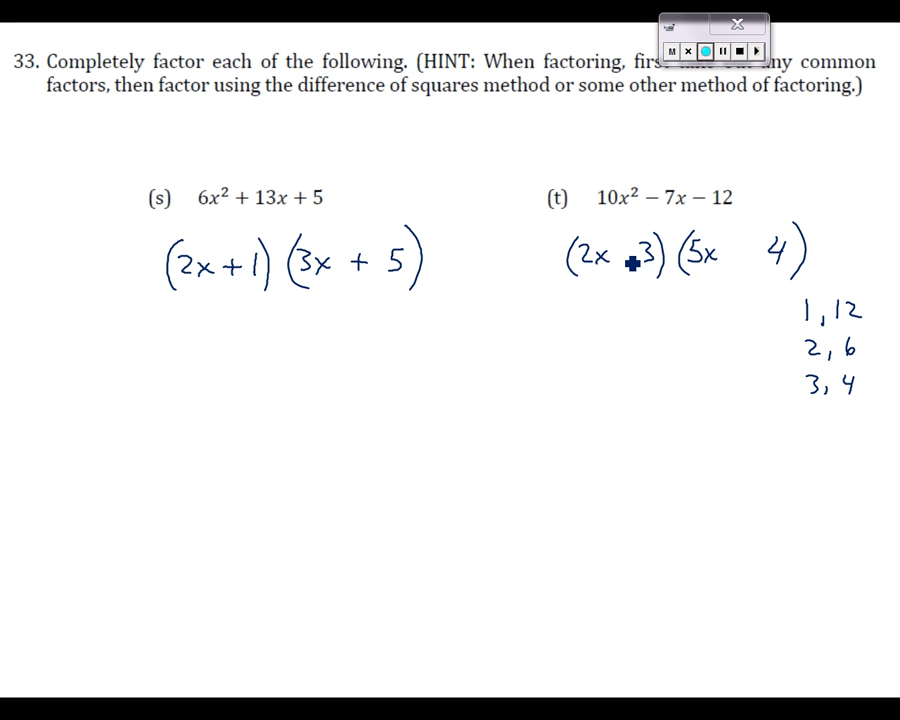 33. Completely factor each of the following. (HINT: When factoring, any common
factors, then factor using the difference of squares method or some other method of factoring.)
(s) 6x² + 13x + 5
(2x + 1) (3x + 5)
(t) 10x² − 7x − 12
(2x 3) (5x 4)
1, 12
2, 6
3, 4